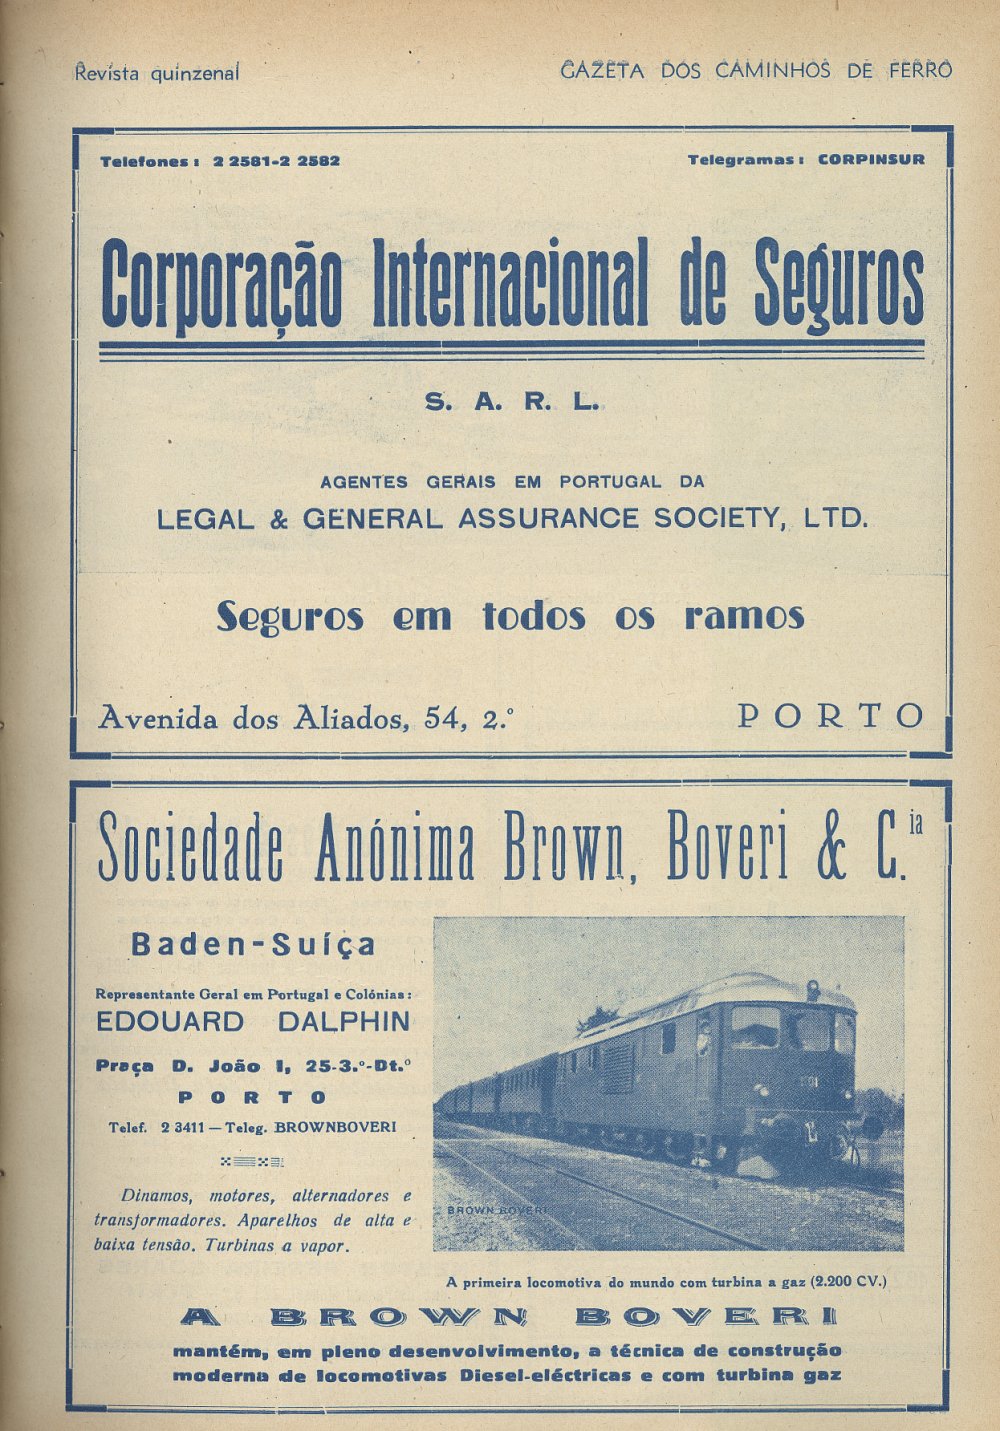 Revista quinzenal
GAZETA DOS CAMINHOS DE FERRO
Telefones: 2 2581-2 2582
Telegramas: CORPINSUR
Corporação Internacional de Seguros
S. A. R. L.
AGENTES GERAIS EM PORTUGAL DA
LEGAL & GENERAL ASSURANCE SOCIETY, LTD.
Seguros em todos os ramos
Avenida dos Aliados, 54, 2.º
PORTO
Sociedade Anónima Brown, Boveri & C.ia
Baden-Suíça
Representante Geral em Portugal e Colónias:
EDOUARD DALPHIN
Praça D. João I, 25-3.º-Dt.º
PORTO
Telef. 2 3411 — Teleg. BROWNBOVERI
Dinamos, motores, alternadores e
transformadores. Aparelhos de alta e
baixa tensão. Turbinas a vapor.
BROWN BOVERI
A primeira locomotiva do mundo com turbina a gaz (2.200 CV.)
A BROWN BOVERI
mantém, em pleno desenvolvimento, a técnica de construção
moderna de locomotivas Diesel-eléctricas e com turbina gaz